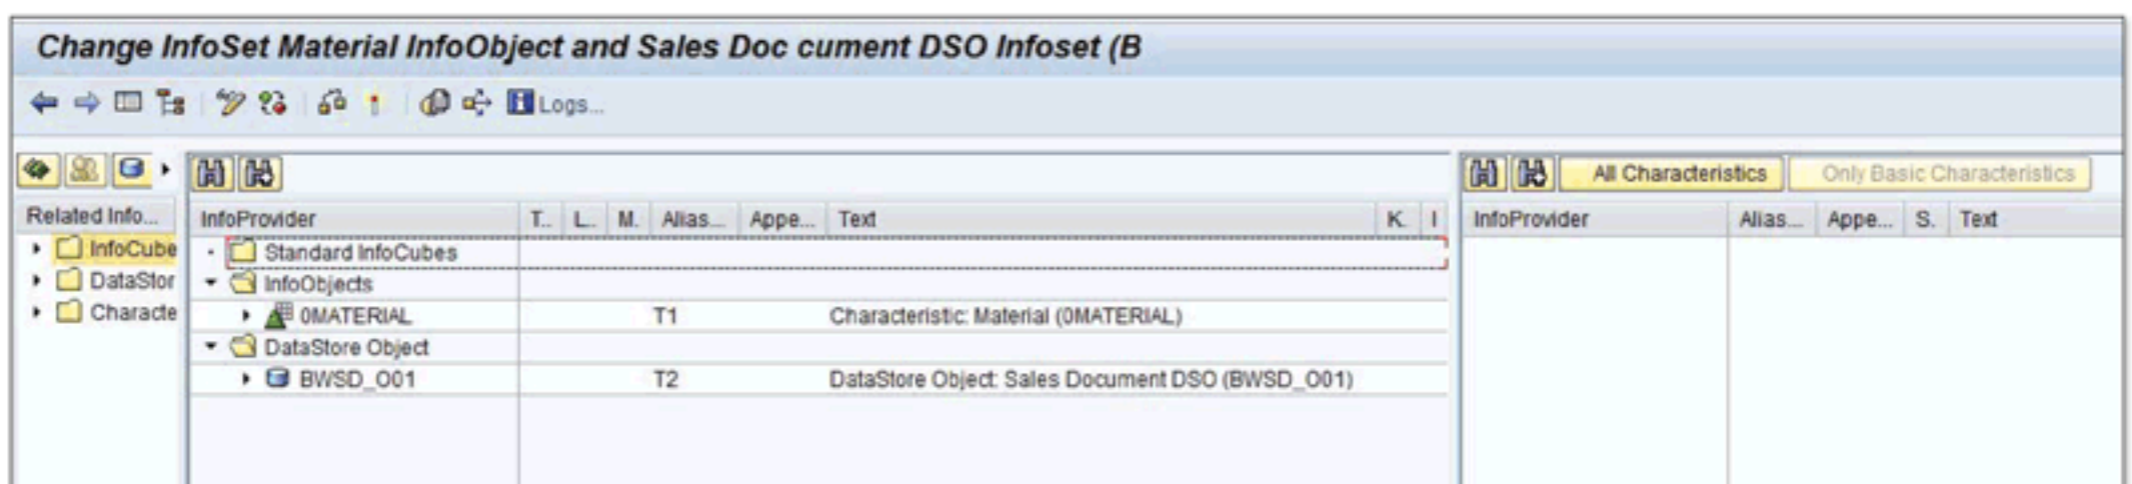 Change InfoSet Material InfoObject and Sales Doc cument DSO Infoset (B
Logs...
All Characteristics Only Basic Characteristics
Related Info...
InfoCube
DataStor
Characte
InfoProvider T.. L.. M. Alias... Appe... Text K. I
Standard InfoCubes
InfoObjects
0MATERIAL T1 Characteristic: Material (0MATERIAL)
DataStore Object
BWSD_O01 T2 DataStore Object: Sales Document DSO (BWSD_O01)
InfoProvider Alias... Appe... S. Text